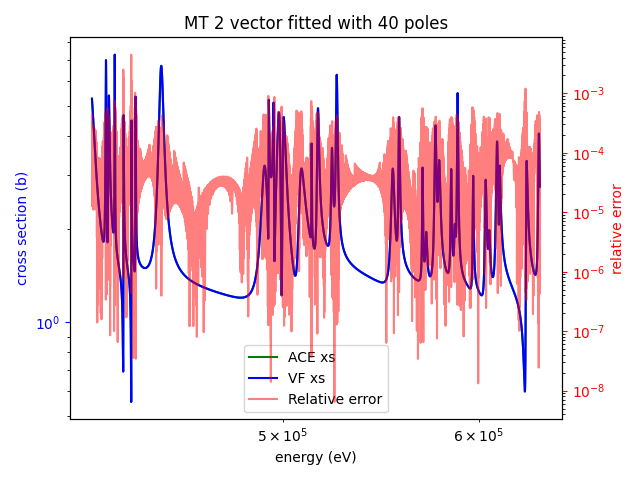 MT 2 vector fitted with 40 poles
cross section (b)
10^0
10^-3
10^-4
10^-5
10^-6
10^-7
10^-8
relative error
ACE xs
VF xs
Relative error
5 × 10^5
6 × 10^5
energy (eV)